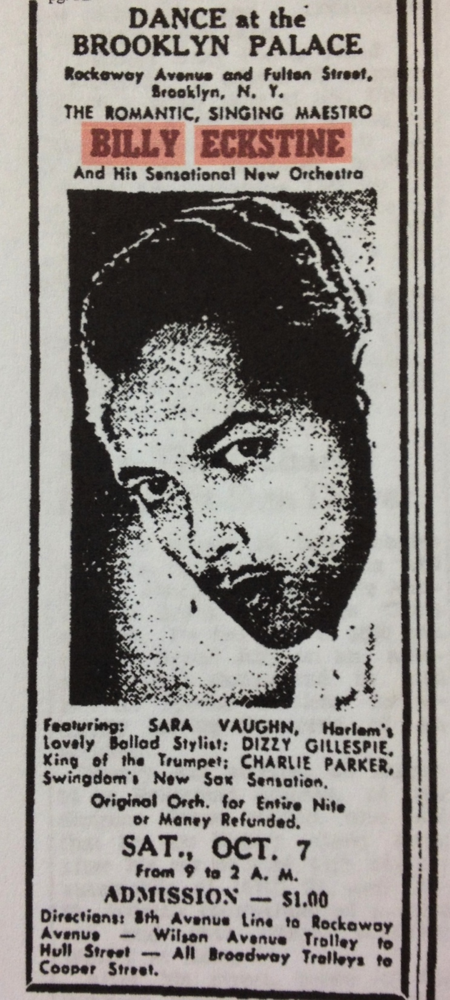 DANCE at the
BROOKLYN PALACE
Rockaway Avenue and Fulton Street,
Brooklyn, N. Y.
THE ROMANTIC, SINGING MAESTRO
BILLY ECKSTINE
And His Sensational New Orchestra
Featuring: SARA VAUGHN, Harlem's
Lovely Ballad Stylist; DIZZY GILLESPIE,
King of the Trumpet; CHARLIE PARKER,
Swingdom's New Sax Sensation.
Original Orch. for Entire Nite
or Money Refunded.
SAT., OCT. 7
From 9 to 2 A. M.
ADMISSION — $1.00
Directions: 8th Avenue Line to Rockaway
Avenue — Wilson Avenue Trolley to
Hull Street — All Broadway Trolleys to
Cooper Street.